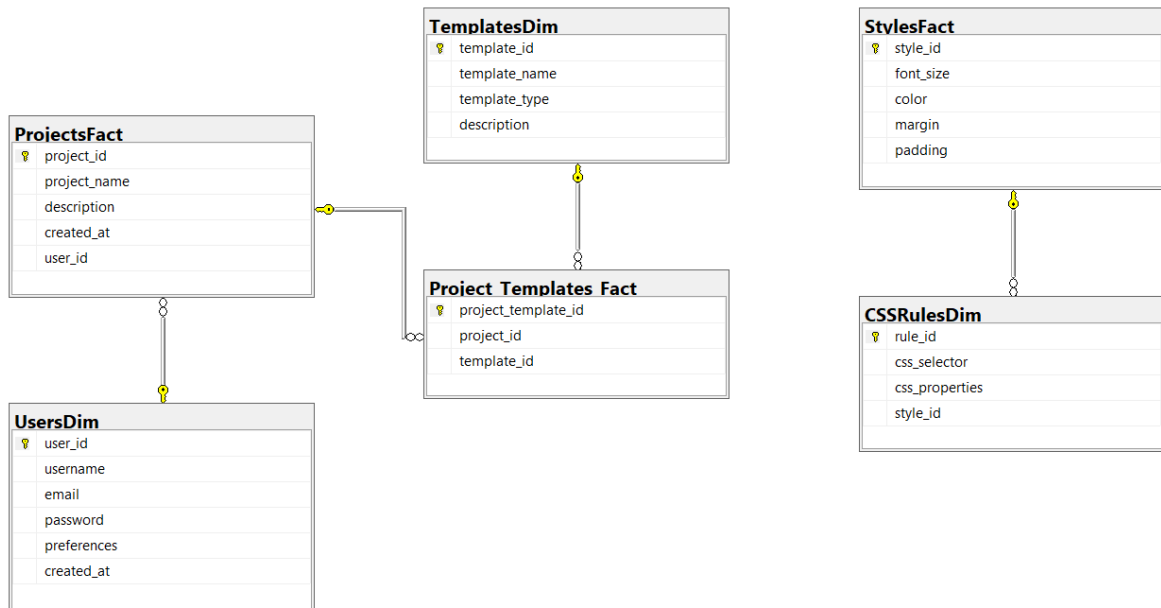 TemplatesDim
template_id
template_name
template_type
description
StylesFact
style_id
font_size
color
margin
padding
ProjectsFact
project_id
project_name
description
created_at
user_id
Project_Templates_Fact
project_template_id
project_id
template_id
CSSRulesDim
rule_id
css_selector
css_properties
style_id
UsersDim
user_id
username
email
password
preferences
created_at